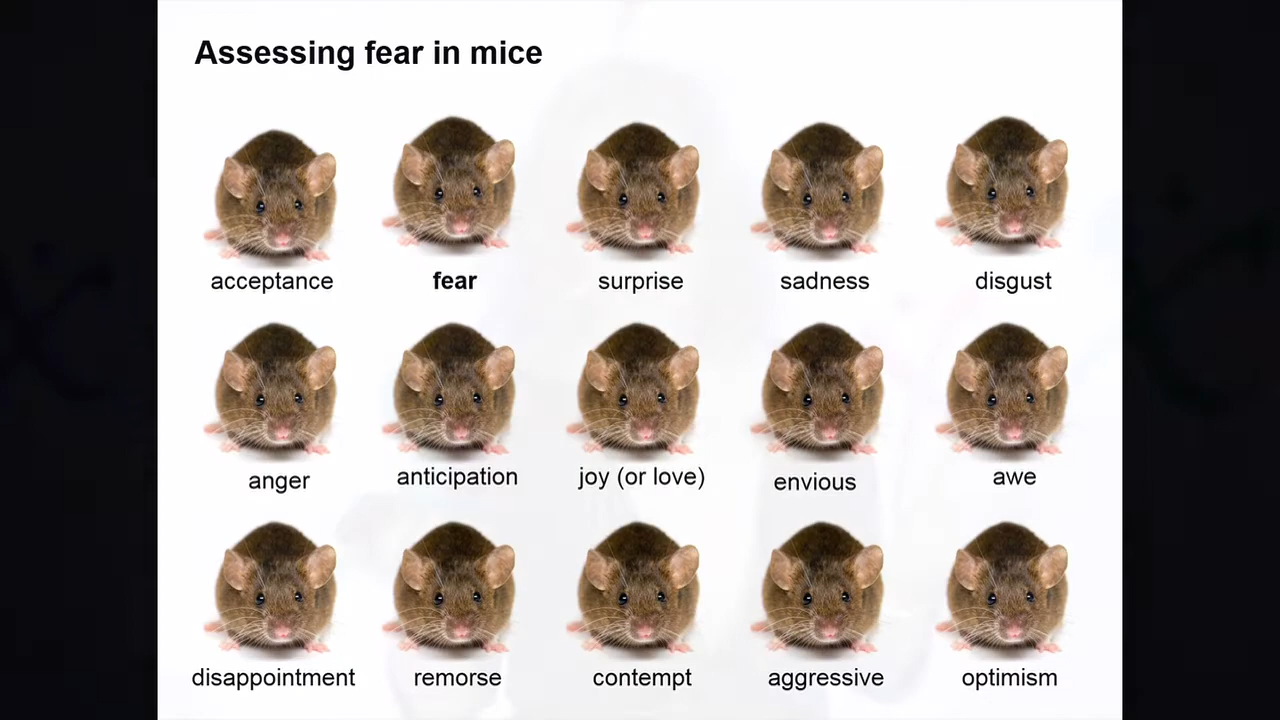 Assessing fear in mice
acceptance
fear
surprise
sadness
disgust
anger
anticipation
joy (or love)
envious
awe
disappointment
remorse
contempt
aggressive
optimism